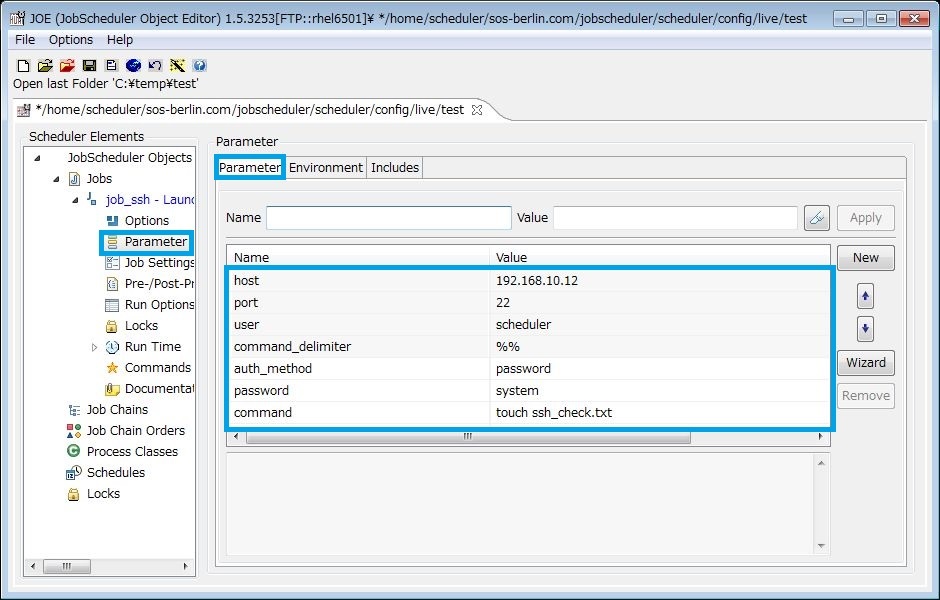 JOE (JobScheduler Object Editor) 1.5.3253[FTP::rhel6501]¥ */home/scheduler/sos-berlin.com/jobscheduler/scheduler/config/live/test
File Options Help
Open last Folder 'C:¥temp¥test'
*/home/scheduler/sos-berlin.com/jobscheduler/scheduler/config/live/test
Scheduler Elements
JobScheduler Objects
Jobs
job_ssh - Laun
Options
Parameter
Job Settings
Pre-/Post-Pr
Run Options
Locks
Run Time
Commands
Documenta
Job Chains
Job Chain Orders
Process Classes
Schedules
Locks
Parameter
Parameter Environment Includes
Name Value Apply
Name Value New
host 192.168.10.12
port 22
user scheduler
command_delimiter %%
auth_method password
password system
command touch ssh_check.txt
Wizard
Remove